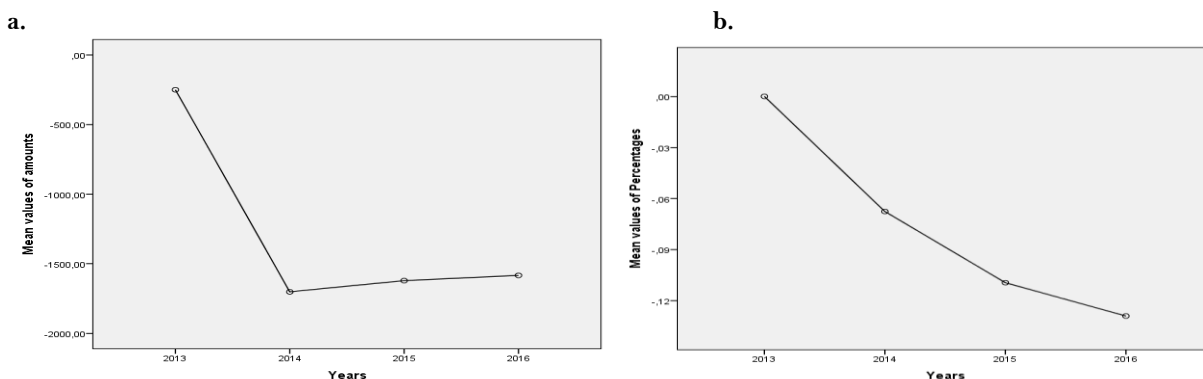 a.
,00
-500,00
-1000,00
-1500,00
-2000,00
Mean values of amounts
2013 2014 2015 2016
Years
b.
,00
-,03
-,06
-,09
-,12
Mean values of Percentages
2013 2014 2015 2016
Years